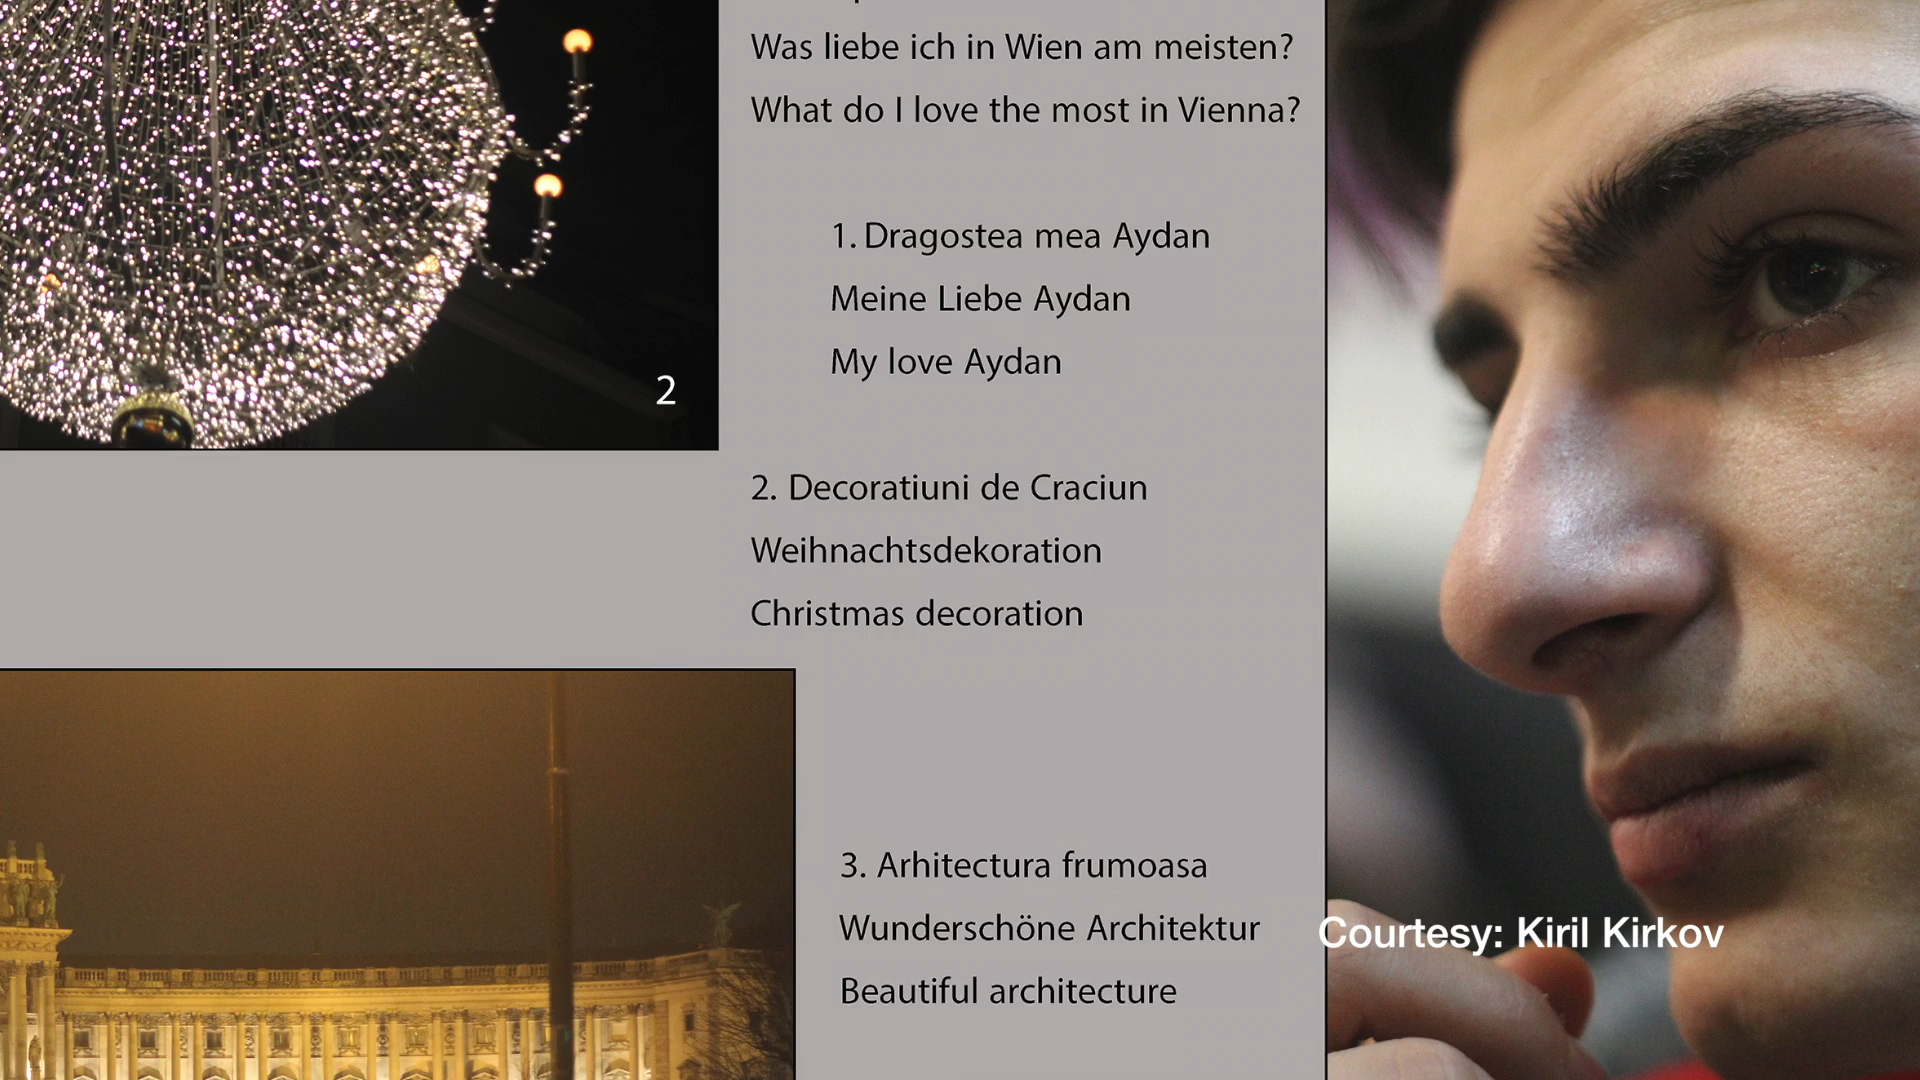 Was liebe ich in Wien am meisten?
What do I love the most in Vienna?
1. Dragostea mea Aydan
Meine Liebe Aydan
My love Aydan
2
2. Decoratiuni de Craciun
Weihnachtsdekoration
Christmas decoration
3. Arhitectura frumoasa
Wunderschöne Architektur
Beautiful architecture
Courtesy: Kiril Kirkov